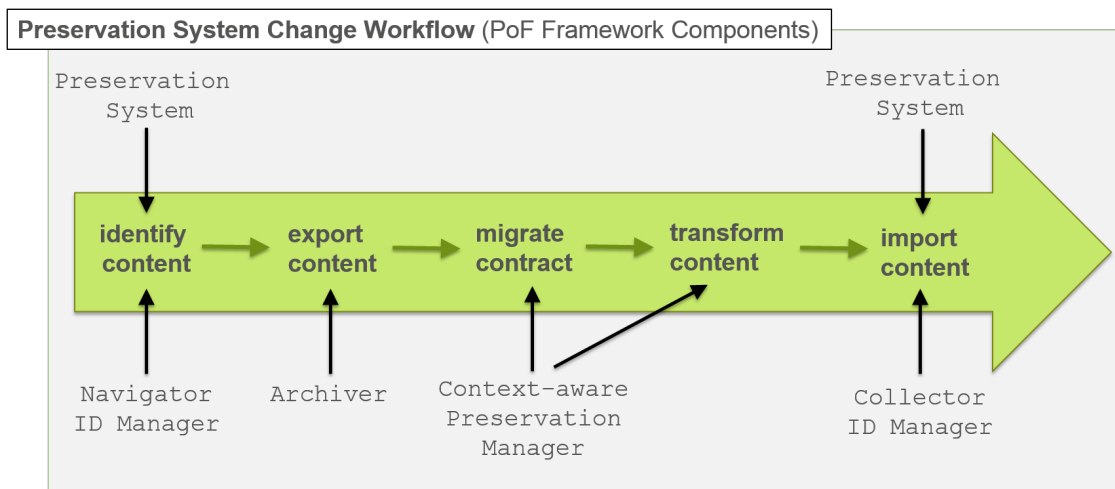 Preservation System Change Workflow (PoF Framework Components)
Preservation
System
Preservation
System
identify
content
export
content
migrate
contract
transform
content
import
content
Navigator
ID Manager
Archiver
Context-aware
Preservation
Manager
Collector
ID Manager